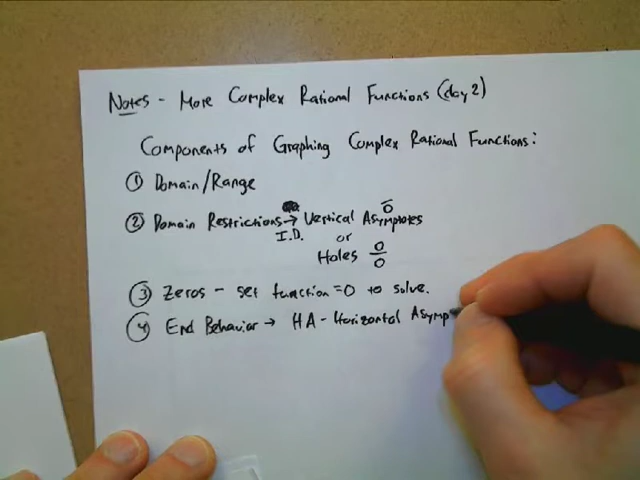 Notes - More Complex Rational Functions (day 2)
Components of Graphing Complex Rational Functions:
① Domain/Range
② Domain Restrictions → Vertical Asymptotes
I.D. or
Holes 0/0
③ Zeros - set function = 0 to solve.
④ End Behavior → HA - Horizontal Asymp